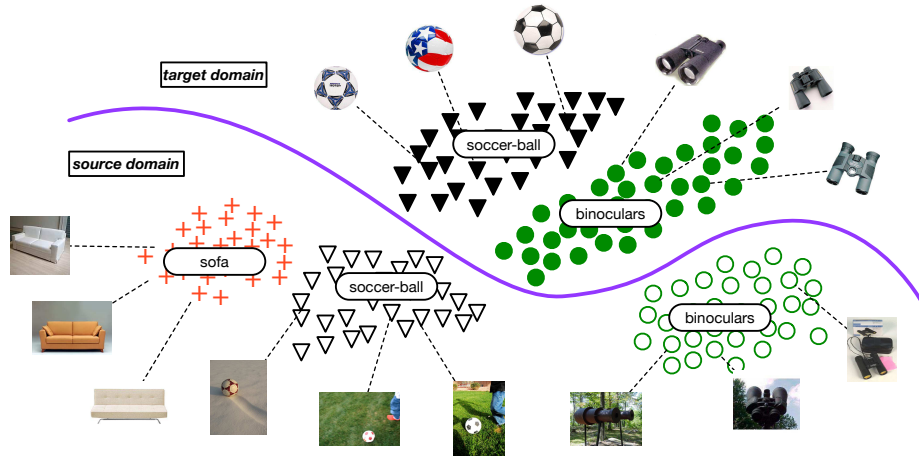 target domain
source domain
soccer-ball
binoculars
sofa
soccer-ball
binoculars